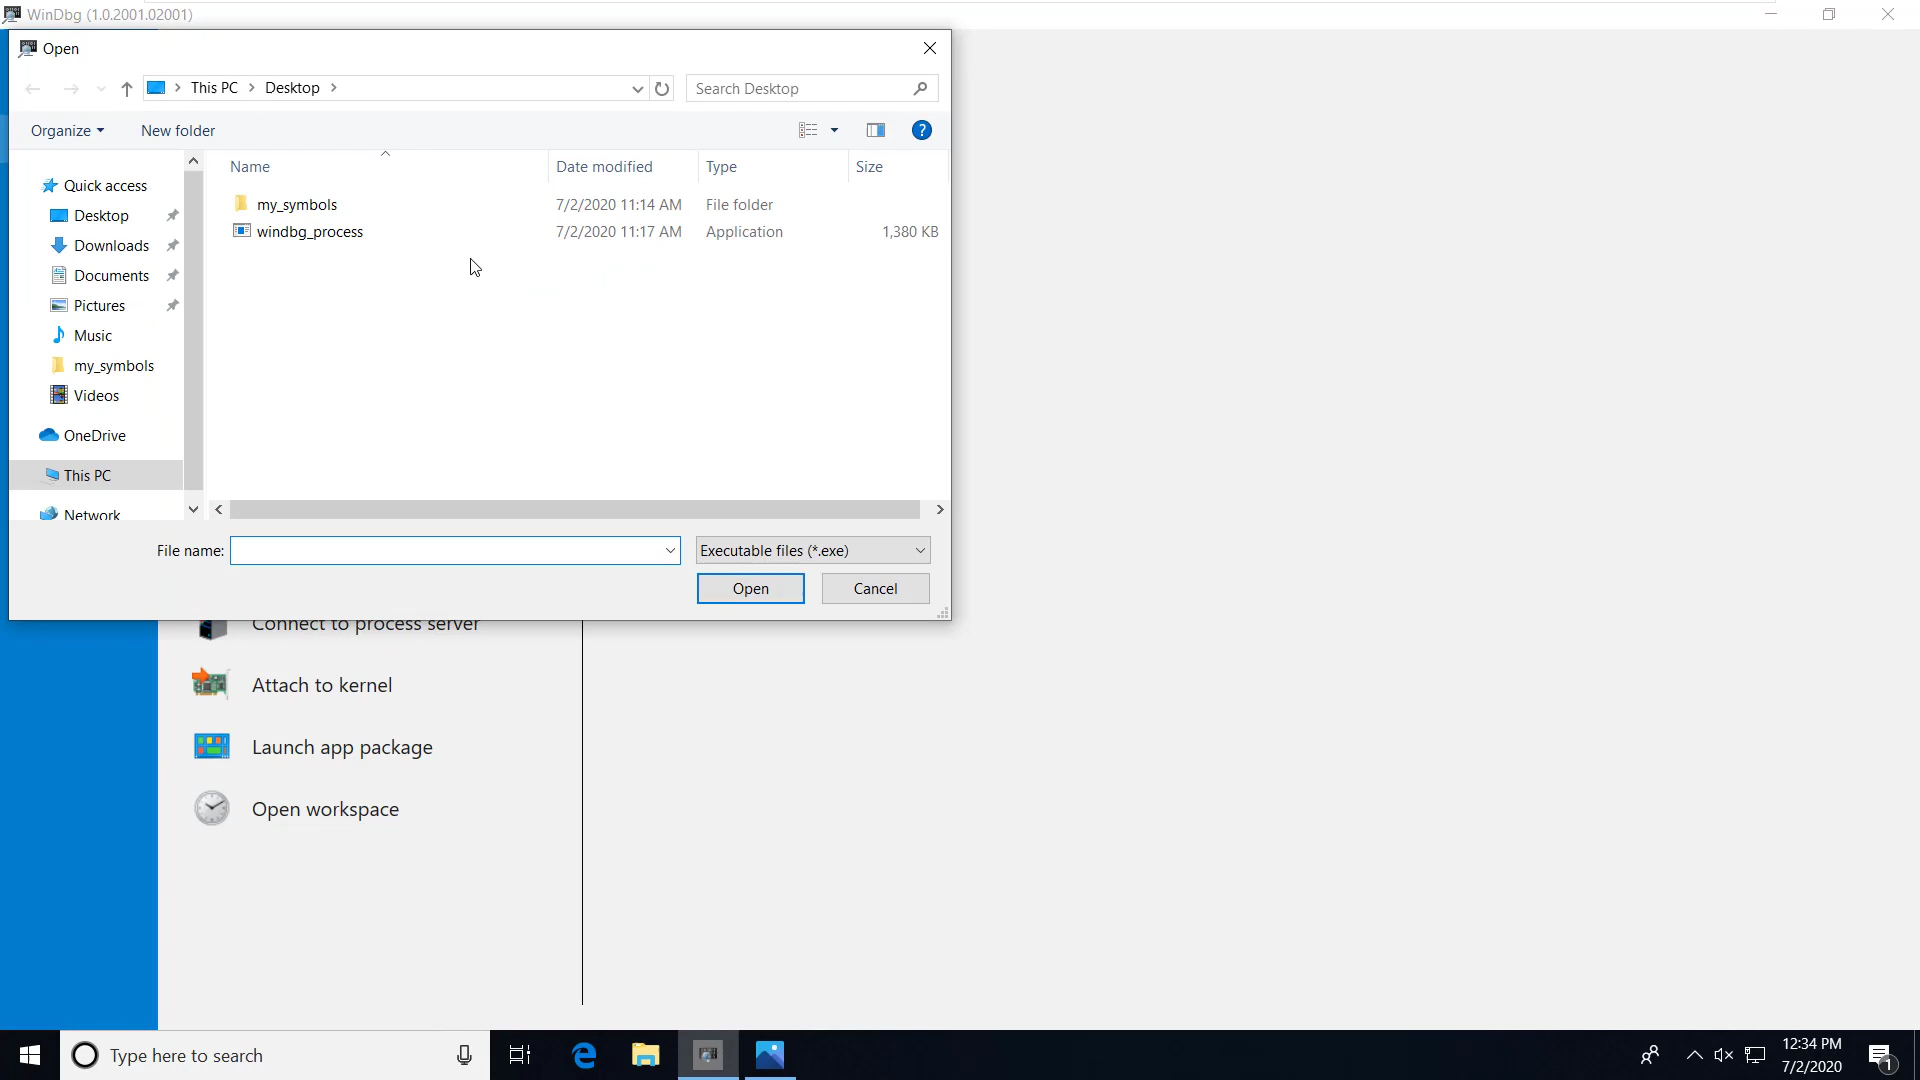 WinDbg (1.0.2001.02001)
Open
This PC
Desktop
Search Desktop
Organize
New folder
?
Name
Date modified
Type
Size
my_symbols
7/2/2020 11:14 AM
File folder
windbg_process
7/2/2020 11:17 AM
Application
1,380 KB
Quick access
Desktop
Downloads
Documents
Pictures
Music
my_symbols
Videos
OneDrive
This PC
Network
File name:
Executable files (*.exe)
Open
Cancel
Connect to process server
Attach to kernel
Launch app package
Open workspace
Type here to search
12:34 PM
7/2/2020
1